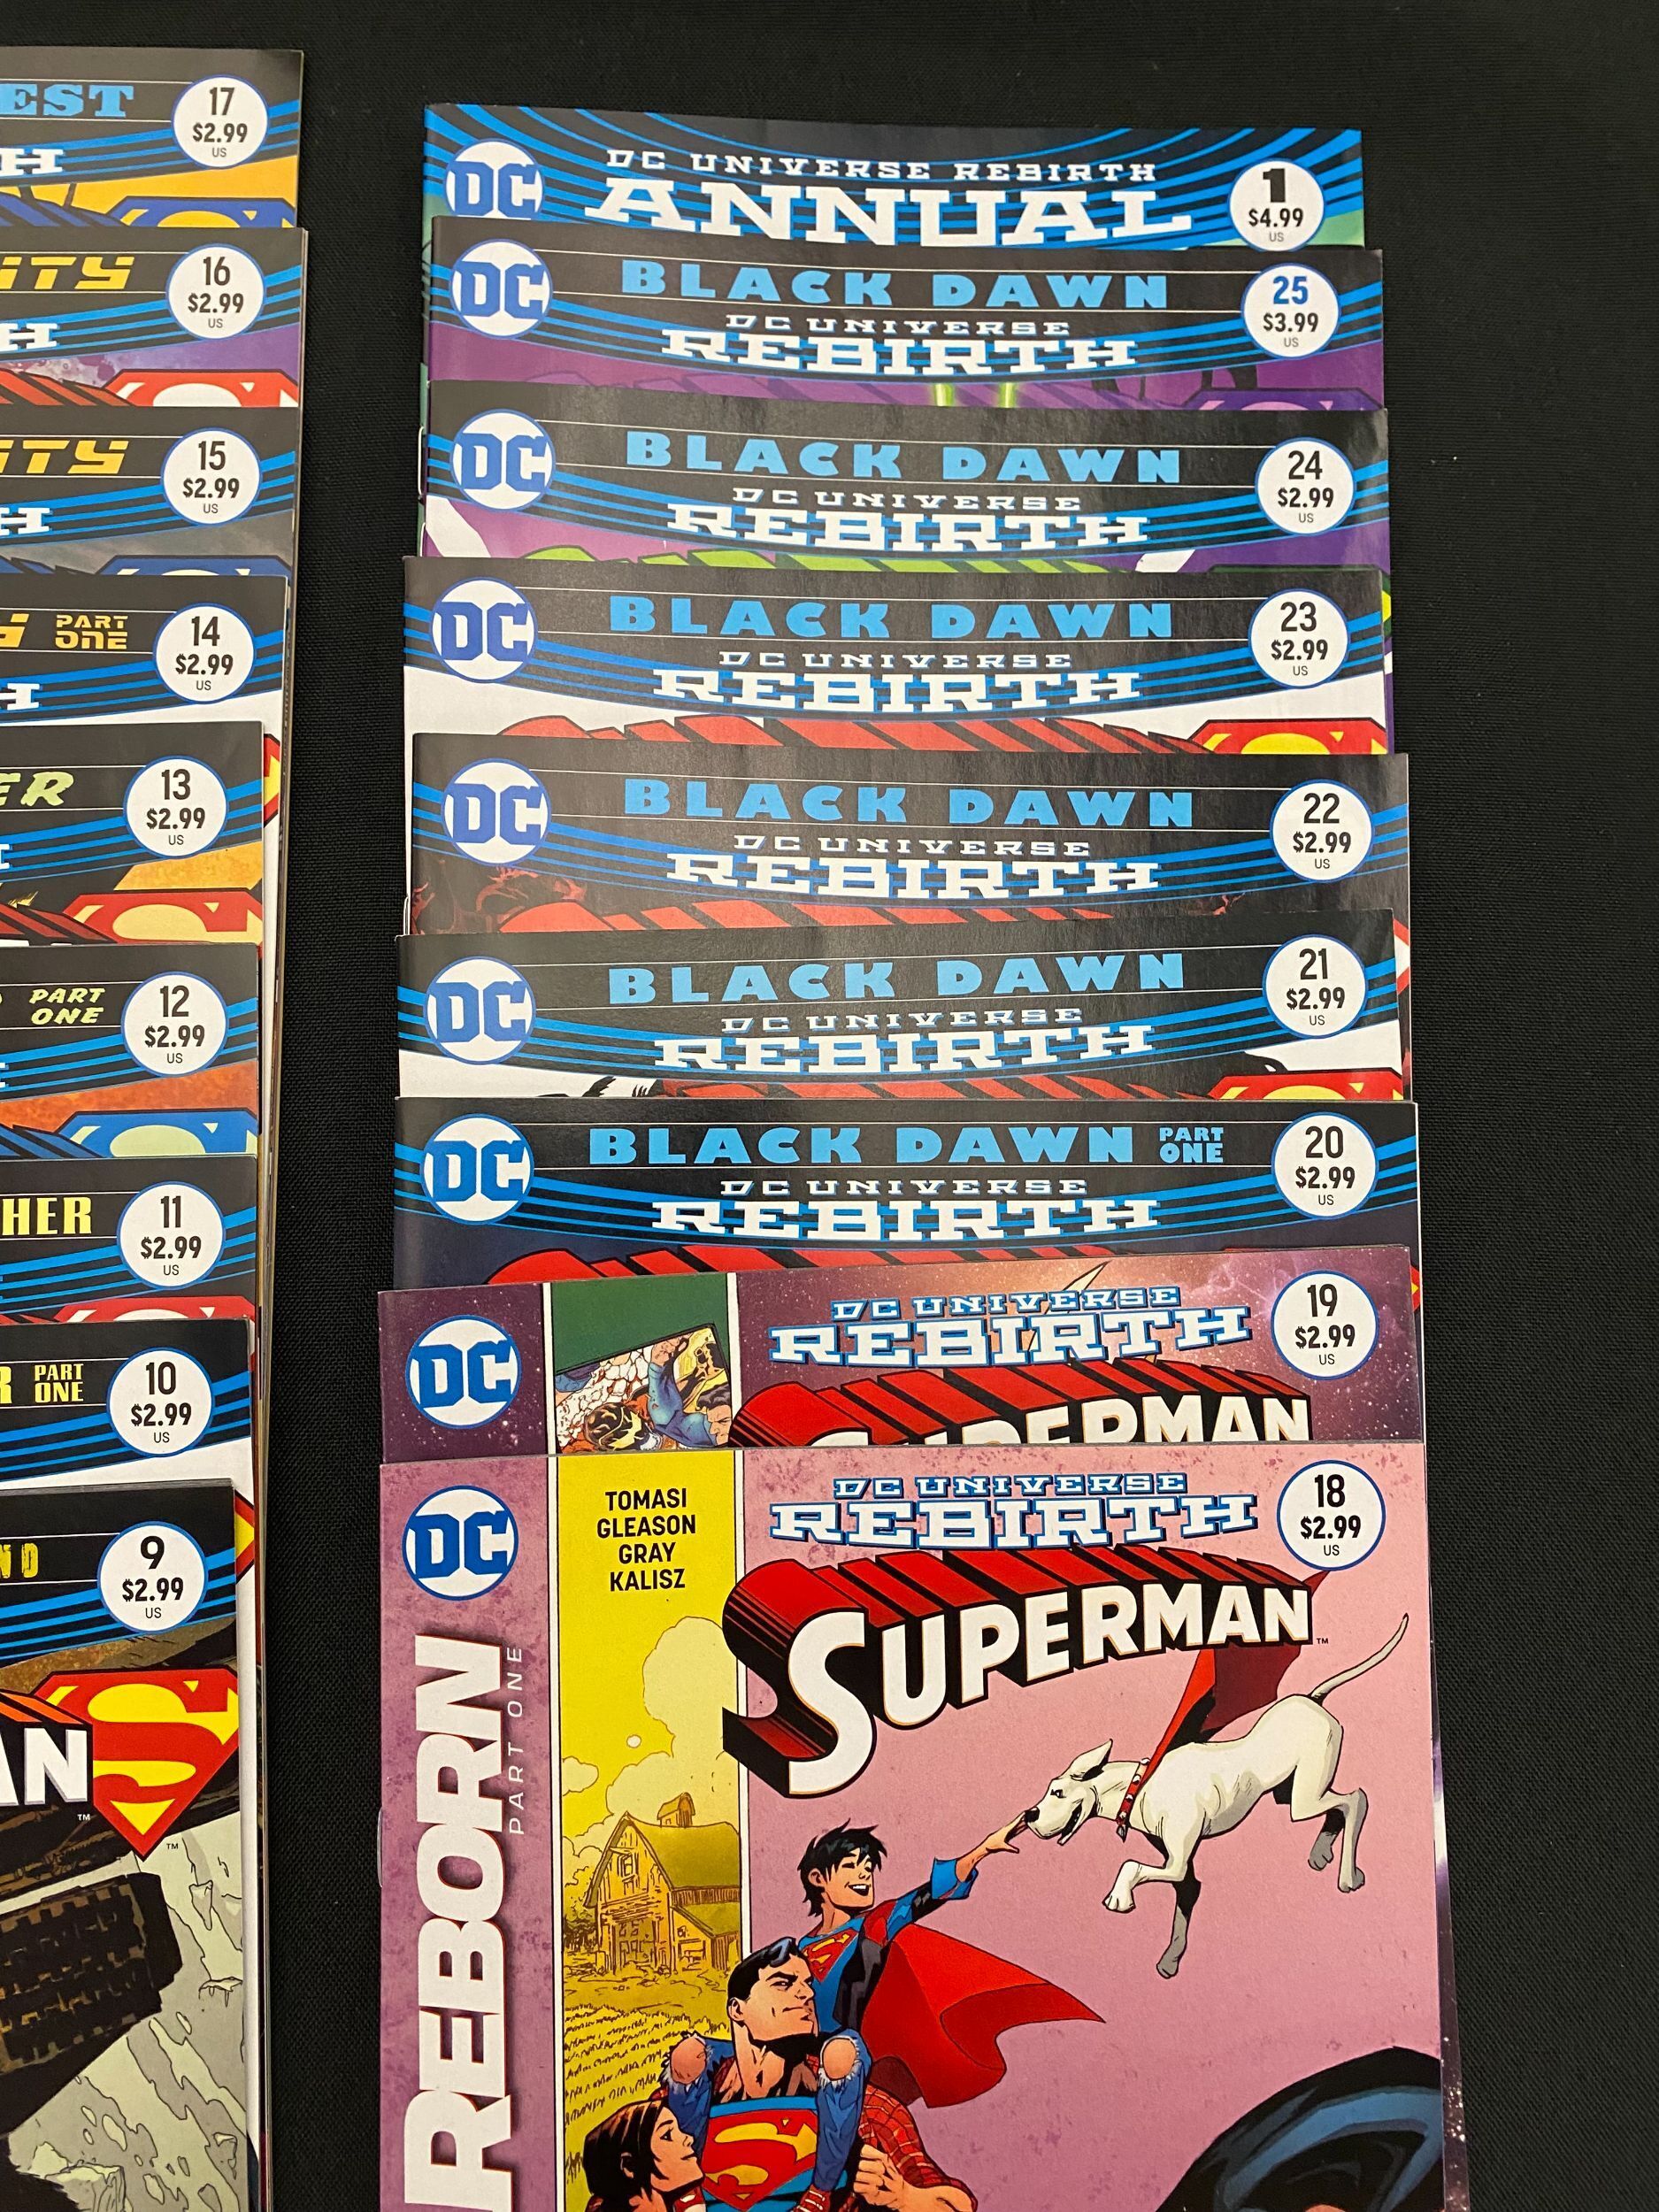 EST
17
$2.99
US
16
$2.99
US
15
$2.99
US
PART
ONE
14
$2.99
US
ER
13
$2.99
US
PART
ONE
12
$2.99
US
HER
11
$2.99
US
PART
ONE
10
$2.99
US
ND
9
$2.99
US
AN
TM
S
TM
DC
DC UNIVERSE REBIRTH
ANNUAL
1
$4.99
US
DC
BLACK DAWN
DC UNIVERSE
REBIRTH
25
$3.99
US
DC
BLACK DAWN
DC UNIVERSE
REBIRTH
24
$2.99
US
DC
BLACK DAWN
DC UNIVERSE
REBIRTH
23
$2.99
US
DC
BLACK DAWN
DC UNIVERSE
REBIRTH
22
$2.99
US
DC
BLACK DAWN
DC UNIVERSE
REBIRTH
21
$2.99
US
DC
BLACK DAWN PART
ONE
DC UNIVERSE
REBIRTH
20
$2.99
US
DC
DC UNIVERSE
REBIRTH
SUPERMAN
19
$2.99
US
DC
TOMASI
GLEASON
GRAY
KALISZ
DC UNIVERSE
REBIRTH
SUPERMAN
TM
18
$2.99
US
REBORN
PART ONE